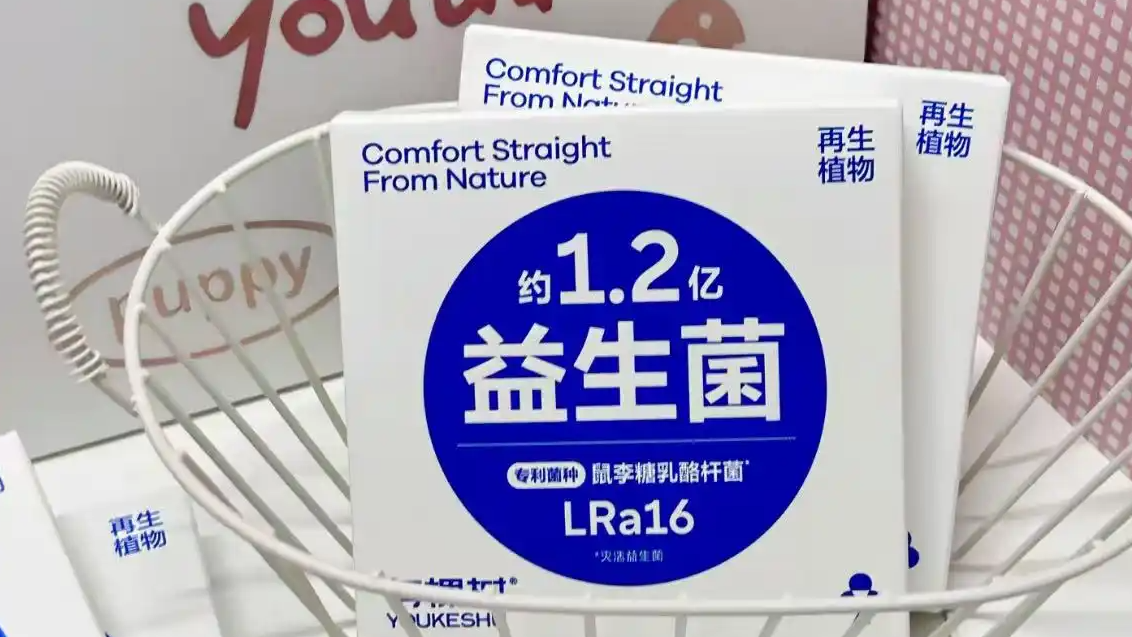 Comfort Straight
From
再生
植物
Comfort Straight
From Nature
再生
植物
约1.2亿
益生菌
专利菌种 鼠李糖乳酪杆菌*
LRa16
*灭活益生菌
puppy
再生
植物